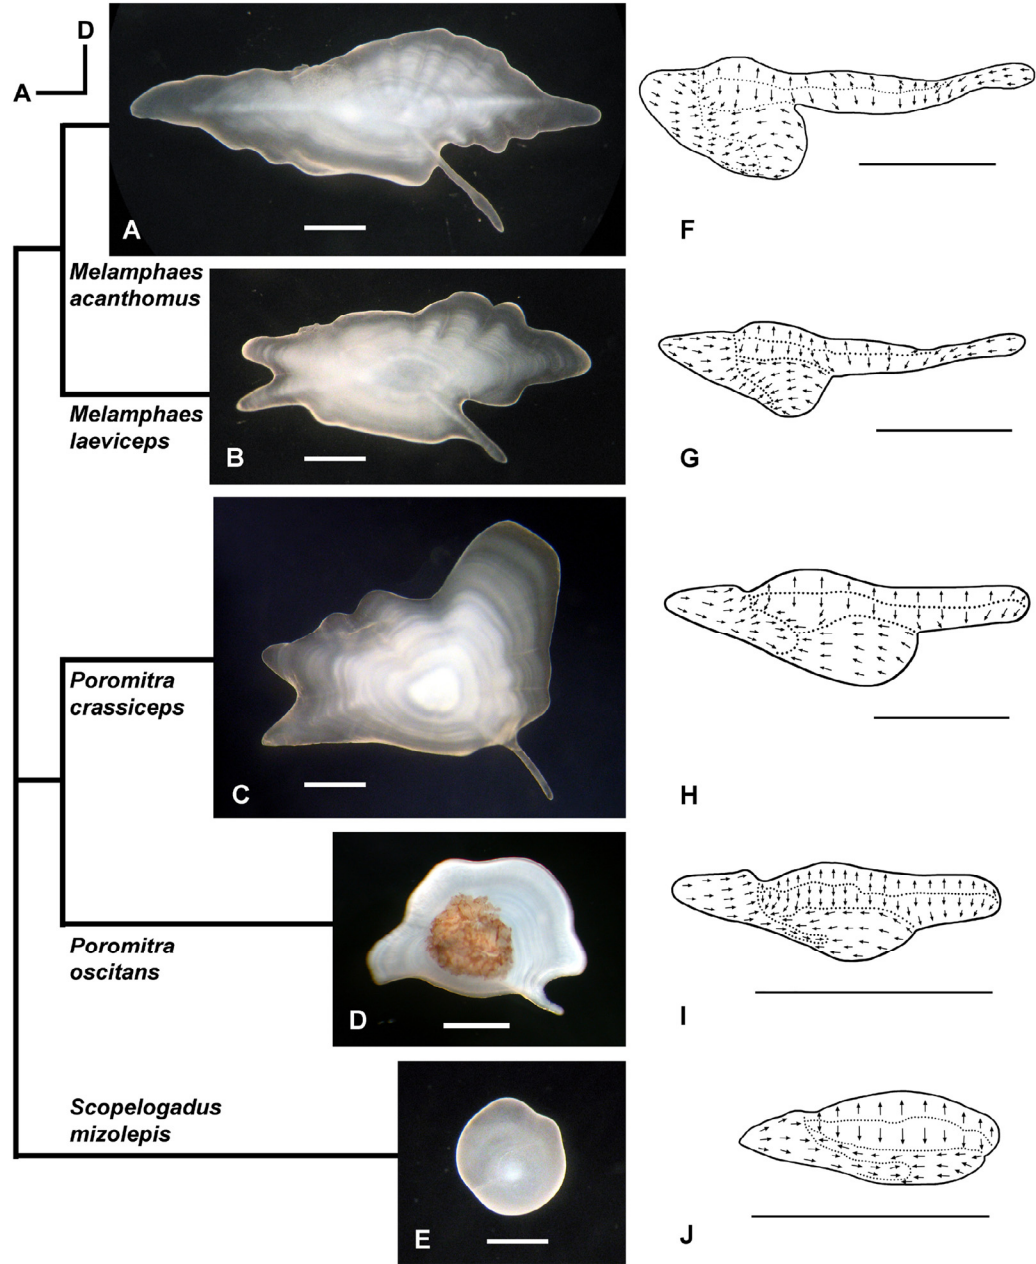 D
A
A
F
Melamphaes
acanthomus
B
G
Melamphaes
laeviceps
C
H
Poromitra
crassiceps
D
I
Poromitra
oscitans
E
J
Scopelogadus
mizolepis